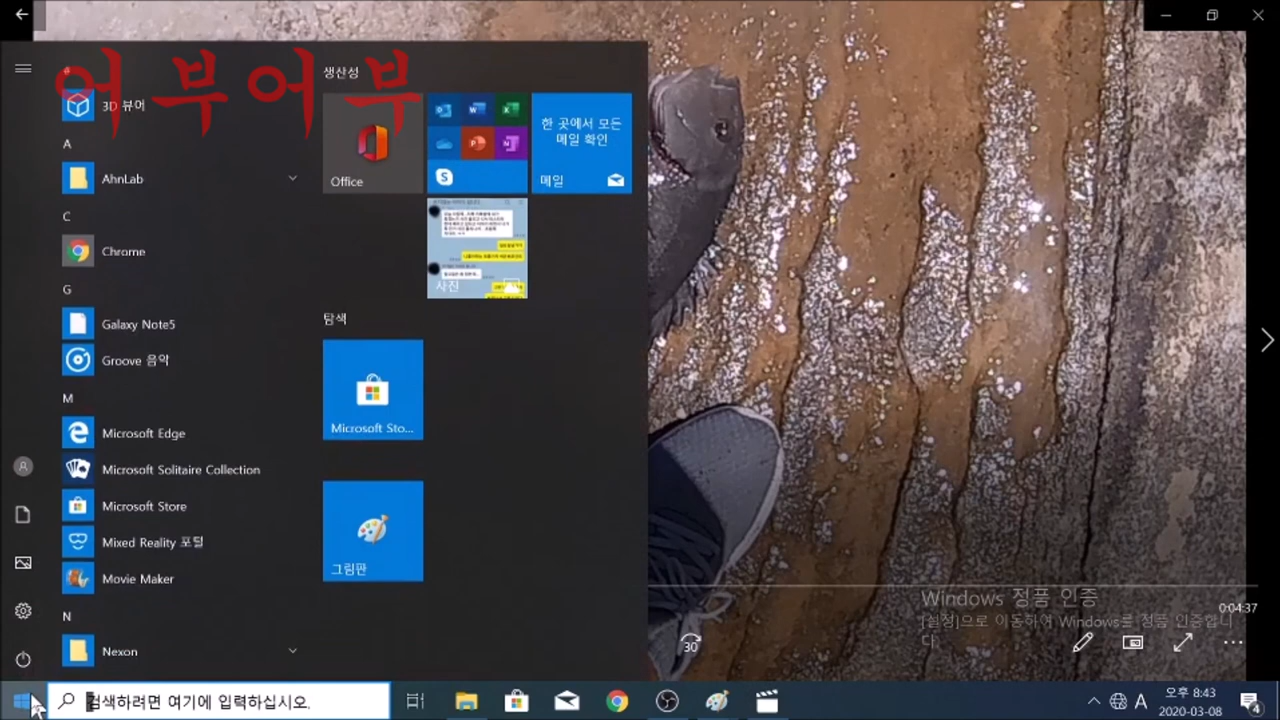 어부어부
#
3D 뷰어
A
AhnLab
C
Chrome
G
Galaxy Note5
Groove 음악
M
Microsoft Edge
Microsoft Solitaire Collection
Microsoft Store
Mixed Reality 포털
Movie Maker
N
Nexon
생산성
Office
한 곳에서 모든
메일 확인
메일
사진
탐색
Microsoft Sto...
그림판
Windows 정품 인증
[설정]으로 이동하여 Windows를 정품 인증합니
다
0:04:37
30
검색하려면 여기에 입력하십시오.
A
오후 8:43
2020-03-08
4